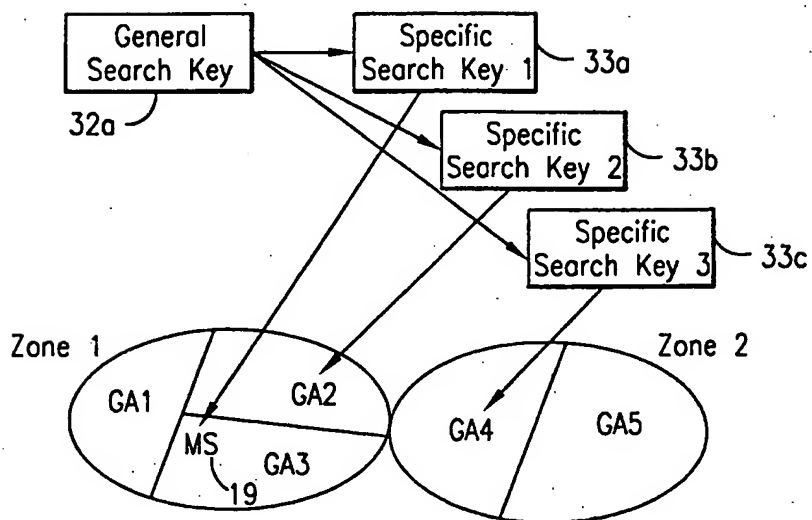 General
Search Key
32a
Specific
Search Key 1
33a
Specific
Search Key 2
33b
Specific
Search Key 3
33c
Zone 1
GA1
GA2
MS
19
GA3
Zone 2
GA4
GA5